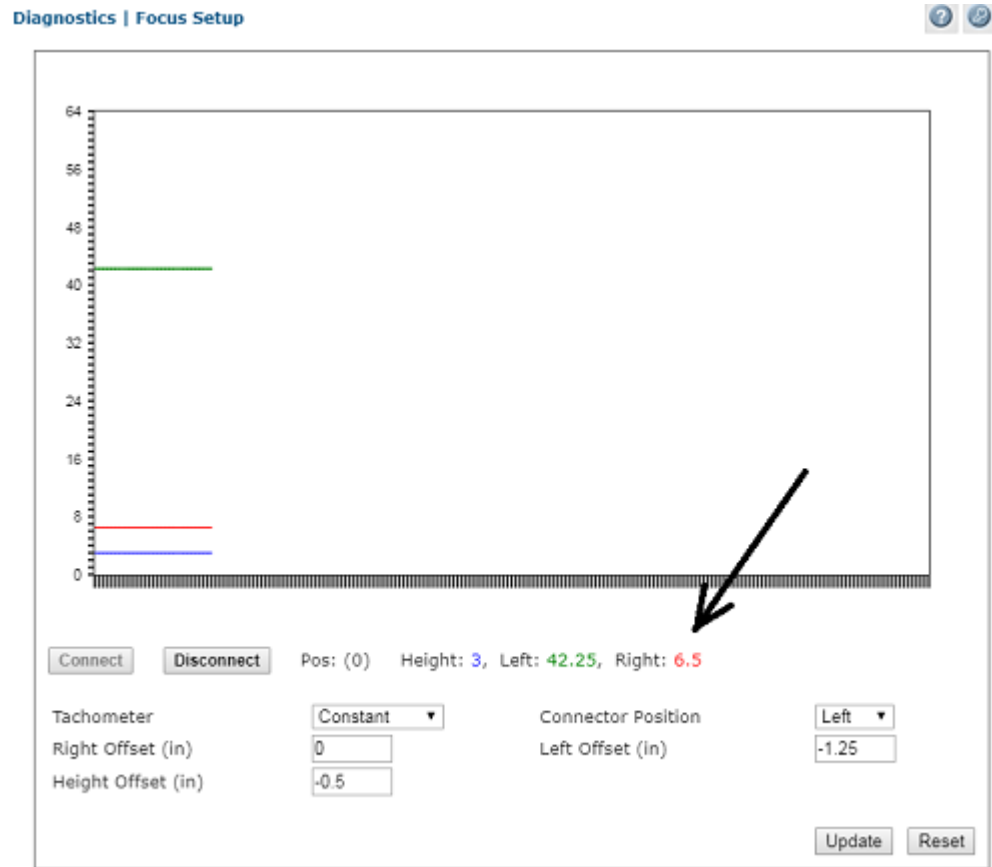 Diagnostics | Focus Setup
64
56
48
40
32
24
16
8
0
Connect Disconnect Pos: (0) Height: 3, Left: 42.25, Right: 6.5
Tachometer Constant Connector Position Left
Right Offset (in) 0 Left Offset (in) -1.25
Height Offset (in) -0.5
Update Reset